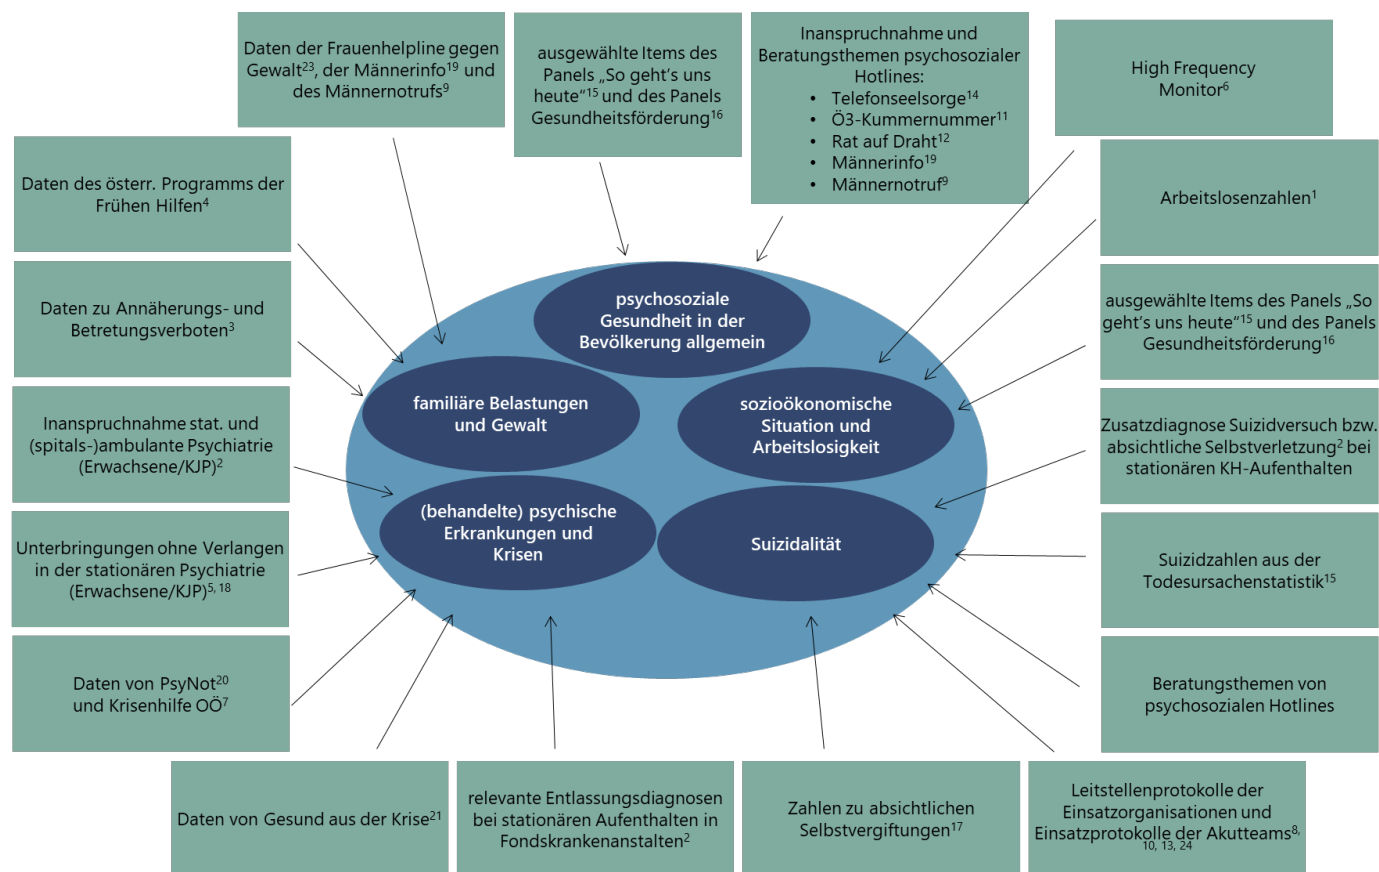 Daten der Frauenhelpline gegen
Gewalt²³, der Männerinfo¹⁹ und
des Männernotrufs⁹
ausgewählte Items des
Panels „So geht‘s uns
heute“¹⁵ und des Panels
Gesundheitsförderung¹⁶
Inanspruchnahme und
Beratungsthemen psychosozialer
Hotlines:
• Telefonseelsorge¹⁴
• Ö3-Kummernummer¹¹
• Rat auf Draht¹²
• Männerinfo¹⁹
• Männernotruf⁹
High Frequency
Monitor⁶
Daten des österr. Programms der
Frühen Hilfen⁴
Arbeitslosenzahlen¹
Daten zu Annäherungs- und
Betretungsverboten³
ausgewählte Items des Panels „So
geht‘s uns heute“¹⁵ und des Panels
Gesundheitsförderung¹⁶
Inanspruchnahme stat. und
(spitals-)ambulante Psychiatrie
(Erwachsene/KJP)²
Zusatzdiagnose Suizidversuch bzw.
absichtliche Selbstverletzung² bei
stationären KH-Aufenthalten
Unterbringungen ohne Verlangen
in der stationären Psychiatrie
(Erwachsene/KJP)⁵, ¹⁸
Suizidzahlen aus der
Todesursachenstatistik¹⁵
Daten von PsyNot²⁰
und Krisenhilfe OÖ⁷
Beratungsthemen von
psychosozialen Hotlines
psychosoziale
Gesundheit in der
Bevölkerung allgemein
familiäre Belastungen
und Gewalt
sozioökonomische
Situation und
Arbeitslosigkeit
(behandelte) psychische
Erkrankungen und
Krisen
Suizidalität
Daten von Gesund aus der Krise²¹
relevante Entlassungsdiagnosen
bei stationären Aufenthalten in
Fondskrankenanstalten²
Zahlen zu absichtlichen
Selbstvergiftungen¹⁷
Leitstellenprotokolle der
Einsatzorganisationen und
Einsatzprotokolle der Akutteams⁸,
¹⁰, ¹³, ²⁴